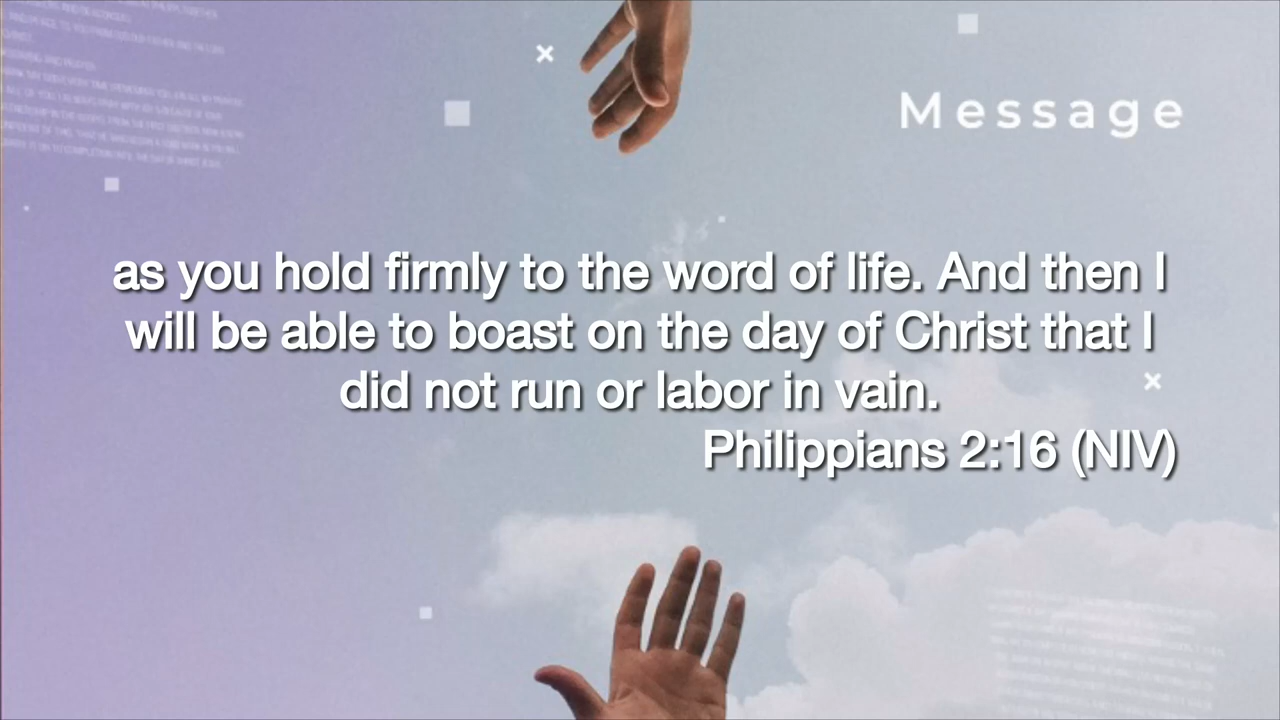 Message
as you hold firmly to the word of life. And then I
will be able to boast on the day of Christ that I
did not run or labor in vain.
Philippians 2:16 (NIV)